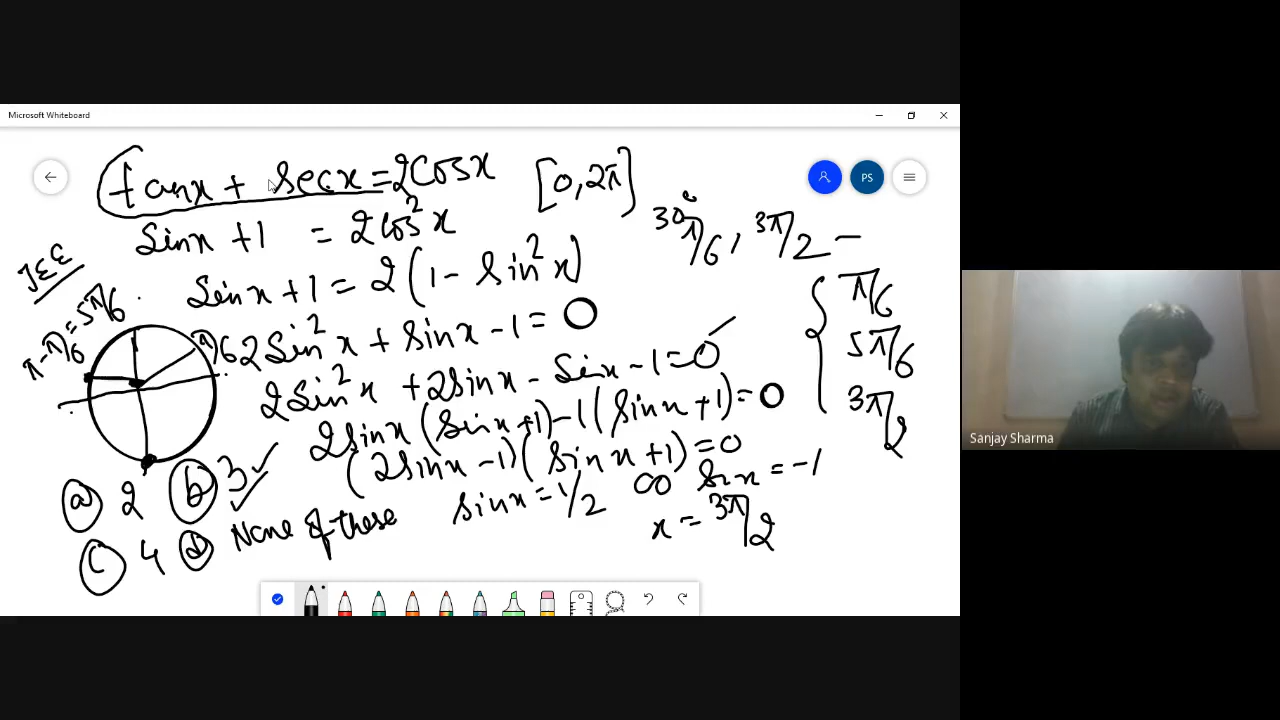 Microsoft Whiteboard
tanx + secx = 2cosx [0, 2π]
sinx + 1 = 2cos²x
30° π/6, 3π/2 –
JEE
sinx + 1 = 2(1 - sin²x)
π - π/6 = 5π/6
π/6
2sin²x + sinx - 1 = 0
2sin²x + 2sinx - sinx - 1 = 0
2sinx (sinx+1) - 1(sinx+1) = 0
(2sinx - 1)(sinx + 1) = 0
sinx = 1/2 or sinx = -1
x = 3π/2
{ π/6
5π/6
3π/2
(a) 2 (b) 3 ✓
(c) 4 (d) None of these
PS
Sanjay Sharma